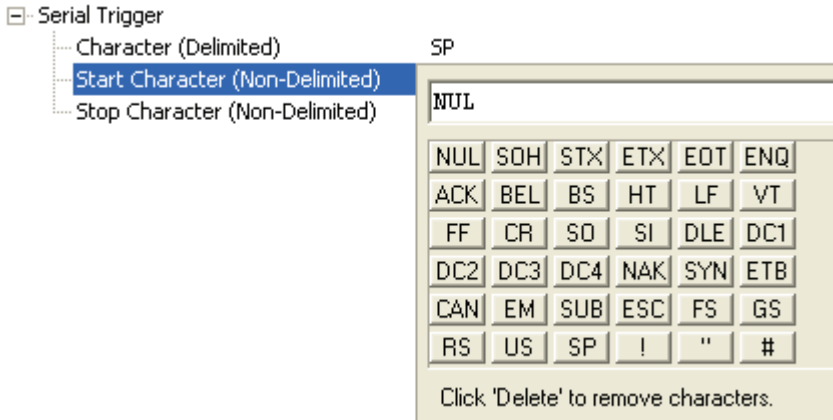 Serial Trigger
Character (Delimited) SP
Start Character (Non-Delimited)
Stop Character (Non-Delimited)
NUL
NUL SOH STX ETX EOT ENQ
ACK BEL BS HT LF VT
FF CR SO SI DLE DC1
DC2 DC3 DC4 NAK SYN ETB
CAN EM SUB ESC FS GS
RS US SP ! " #
Click 'Delete' to remove characters.